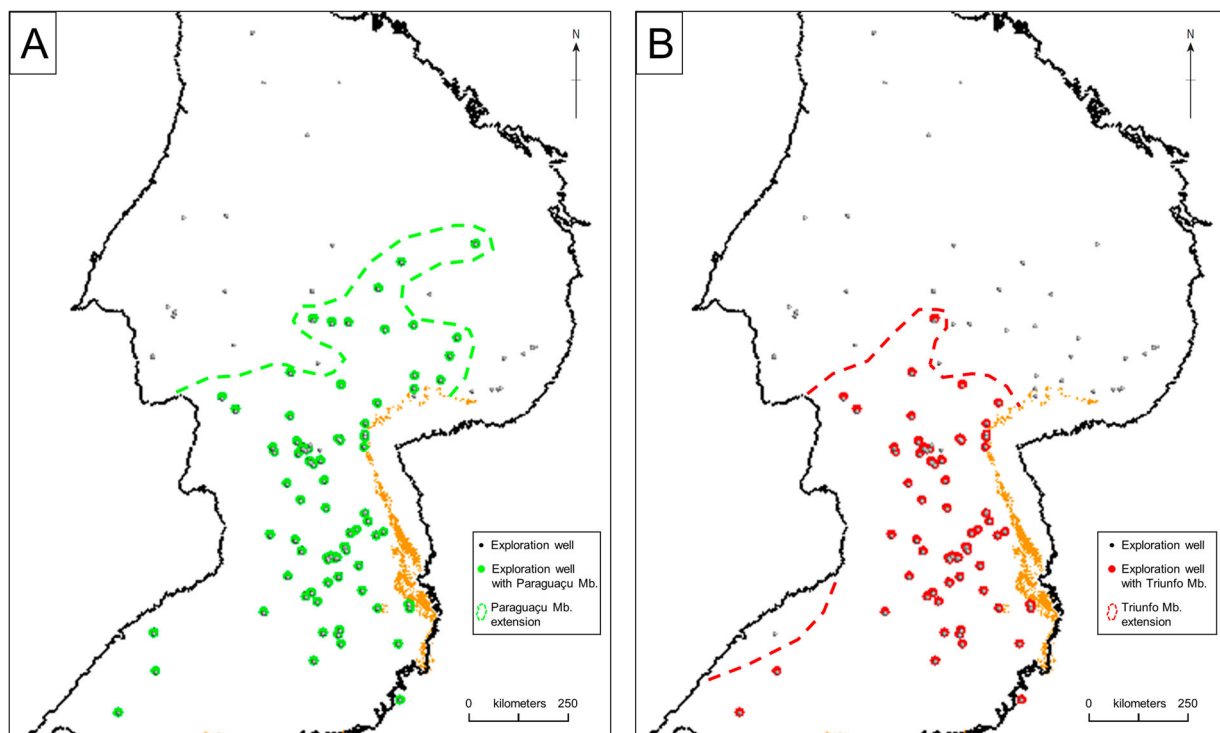 A
N
Exploration well
Exploration well
with Paraguaçu Mb.
Paraguaçu Mb.
extension
0 kilometers 250
B
N
Exploration well
Exploration well
with Triunfo Mb.
Triunfo Mb.
extension
0 kilometers 250